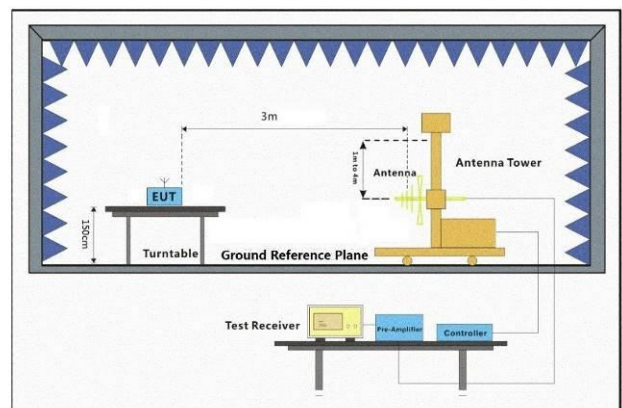 3m
Antenna Tower
1m to 4m
Antenna
EUT
150cm
Turntable
Ground Reference Plane
Test Receiver
Pre-Amplifier
Controller